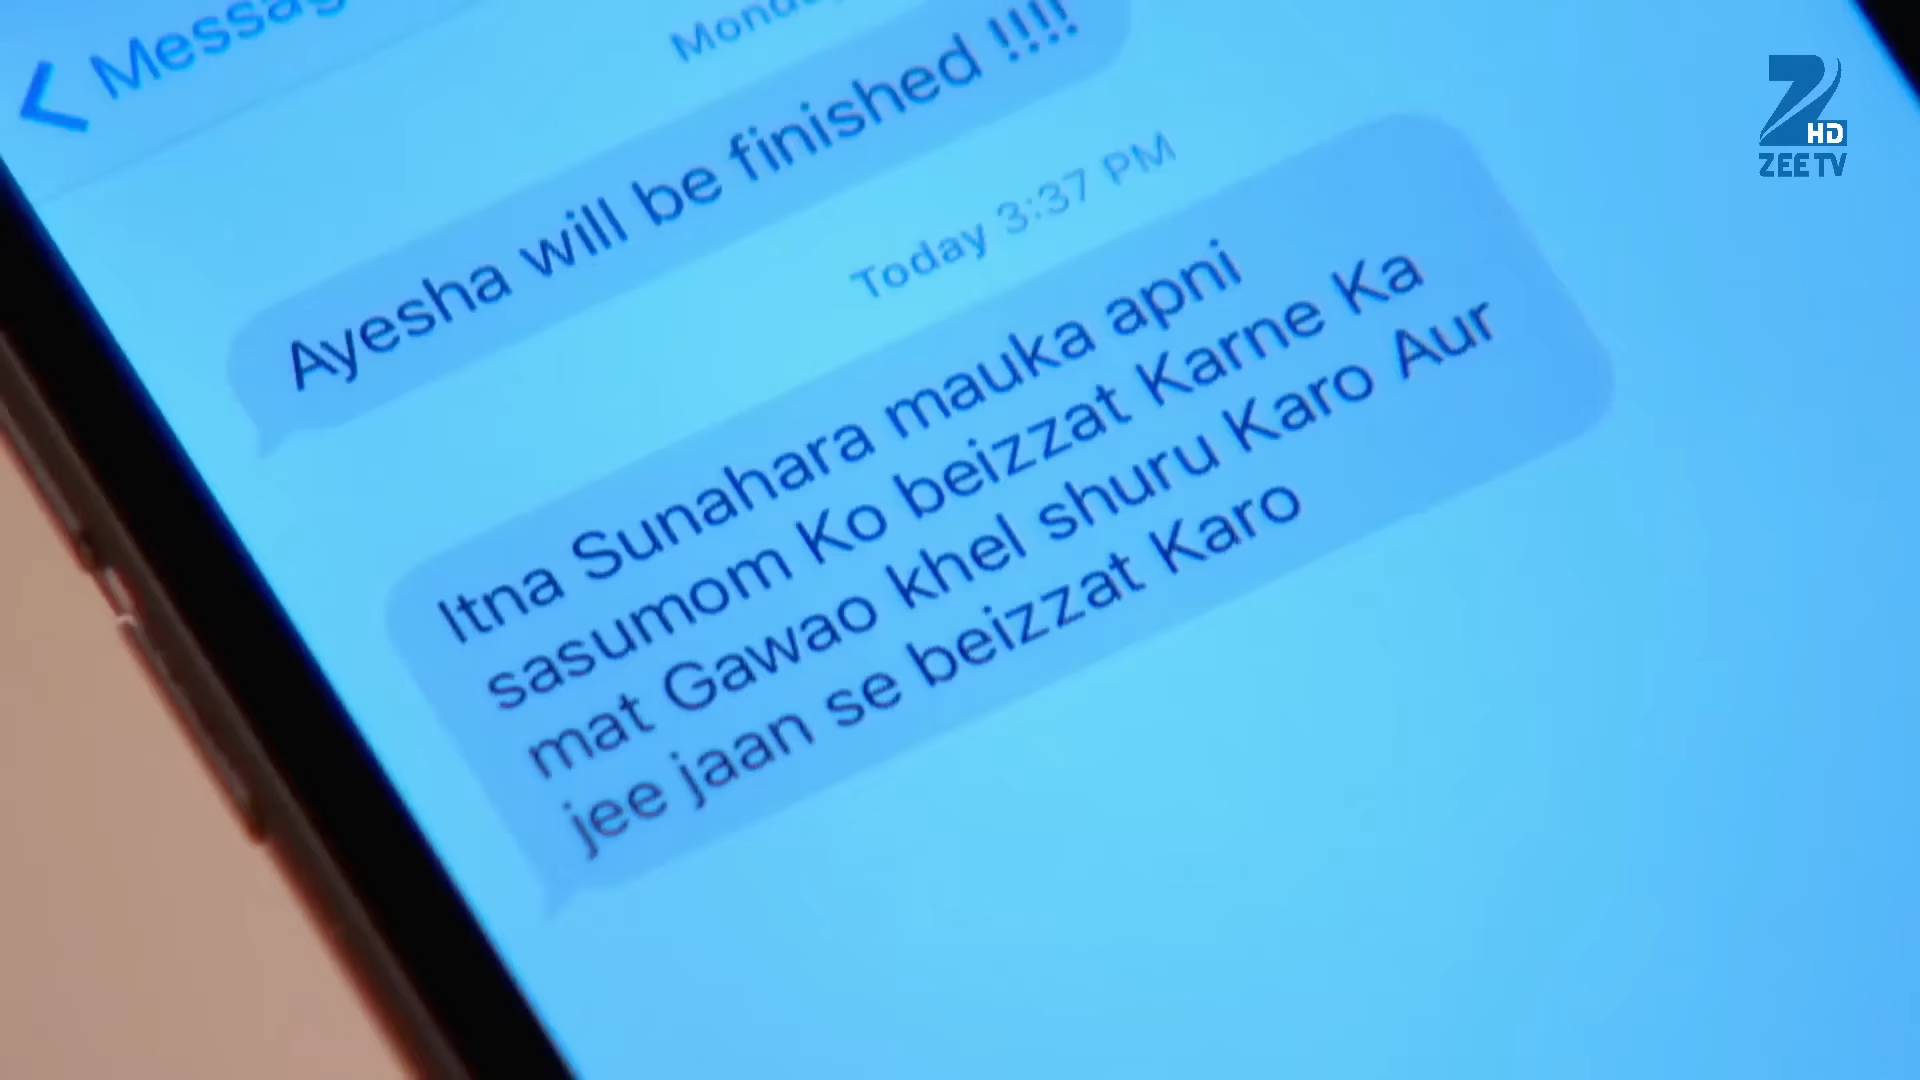 Ayesha will be finished !!!!
Today 3:37 PM
Itna Sunahara mauka apni
sasumom Ko beizzat Karne Ka
mat Gawao khel shuru Karo Aur
jee jaan se beizzat Karo
HD
ZEE TV